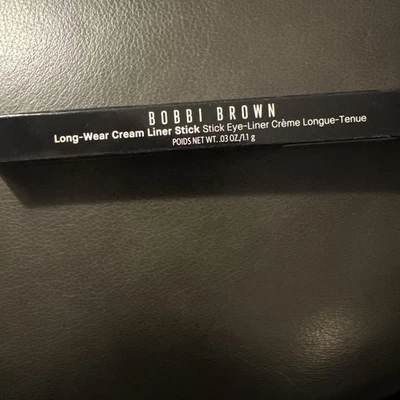 BOBBI BROWN
Long-Wear Cream Liner Stick Stick Eye-Liner Crème Longue-Tenue
POIDS NET WT. .03 OZ./1.1 g